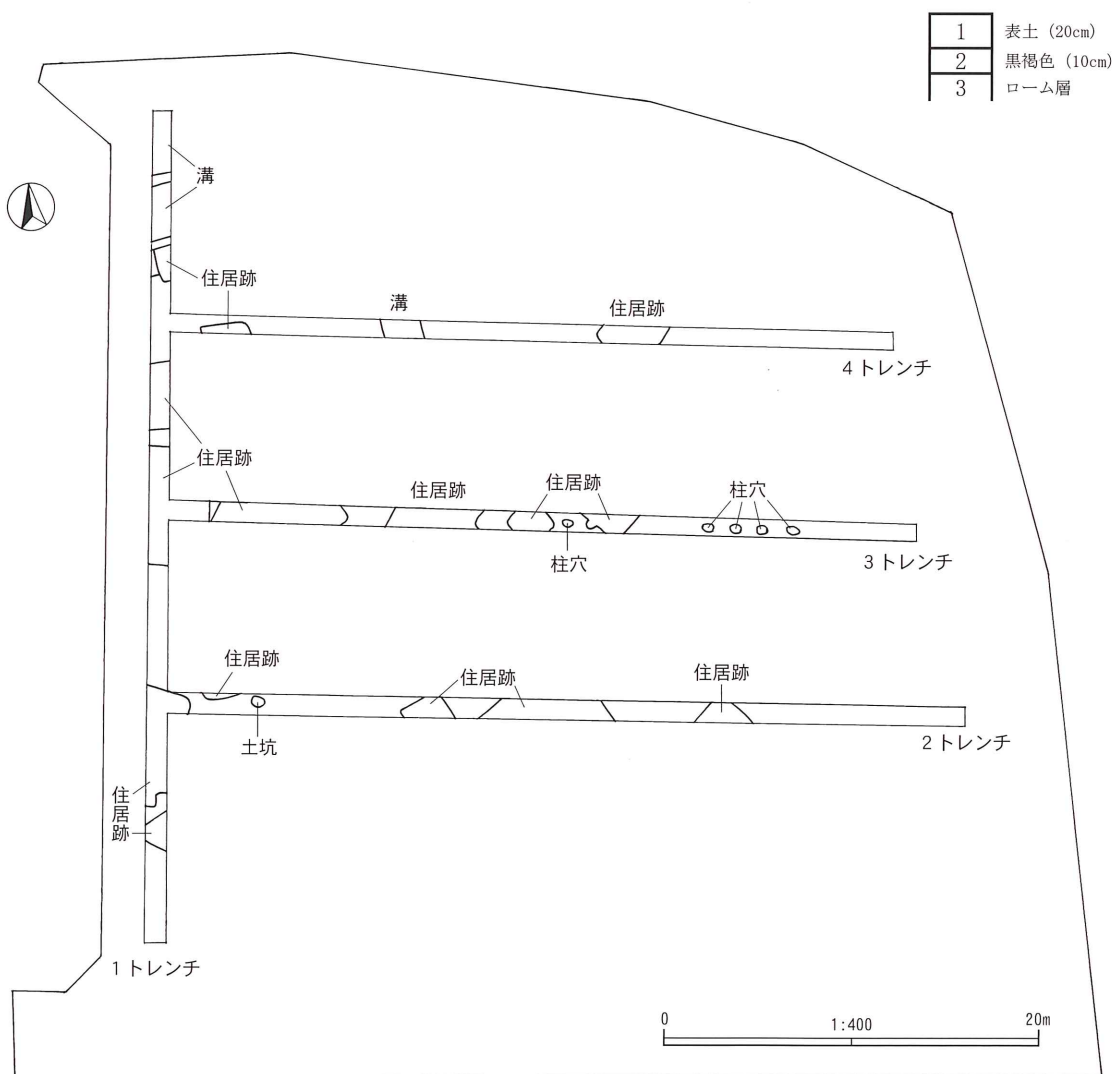 1 表土 (20cm)
2 黒褐色 (10cm)
3 ローム層
溝
住居跡
溝
住居跡
4トレンチ
住居跡
住居跡
住居跡
柱穴
柱穴
3トレンチ
住居跡
住居跡
住居跡
土坑
2トレンチ
住居跡
1トレンチ
0 1:400 20m